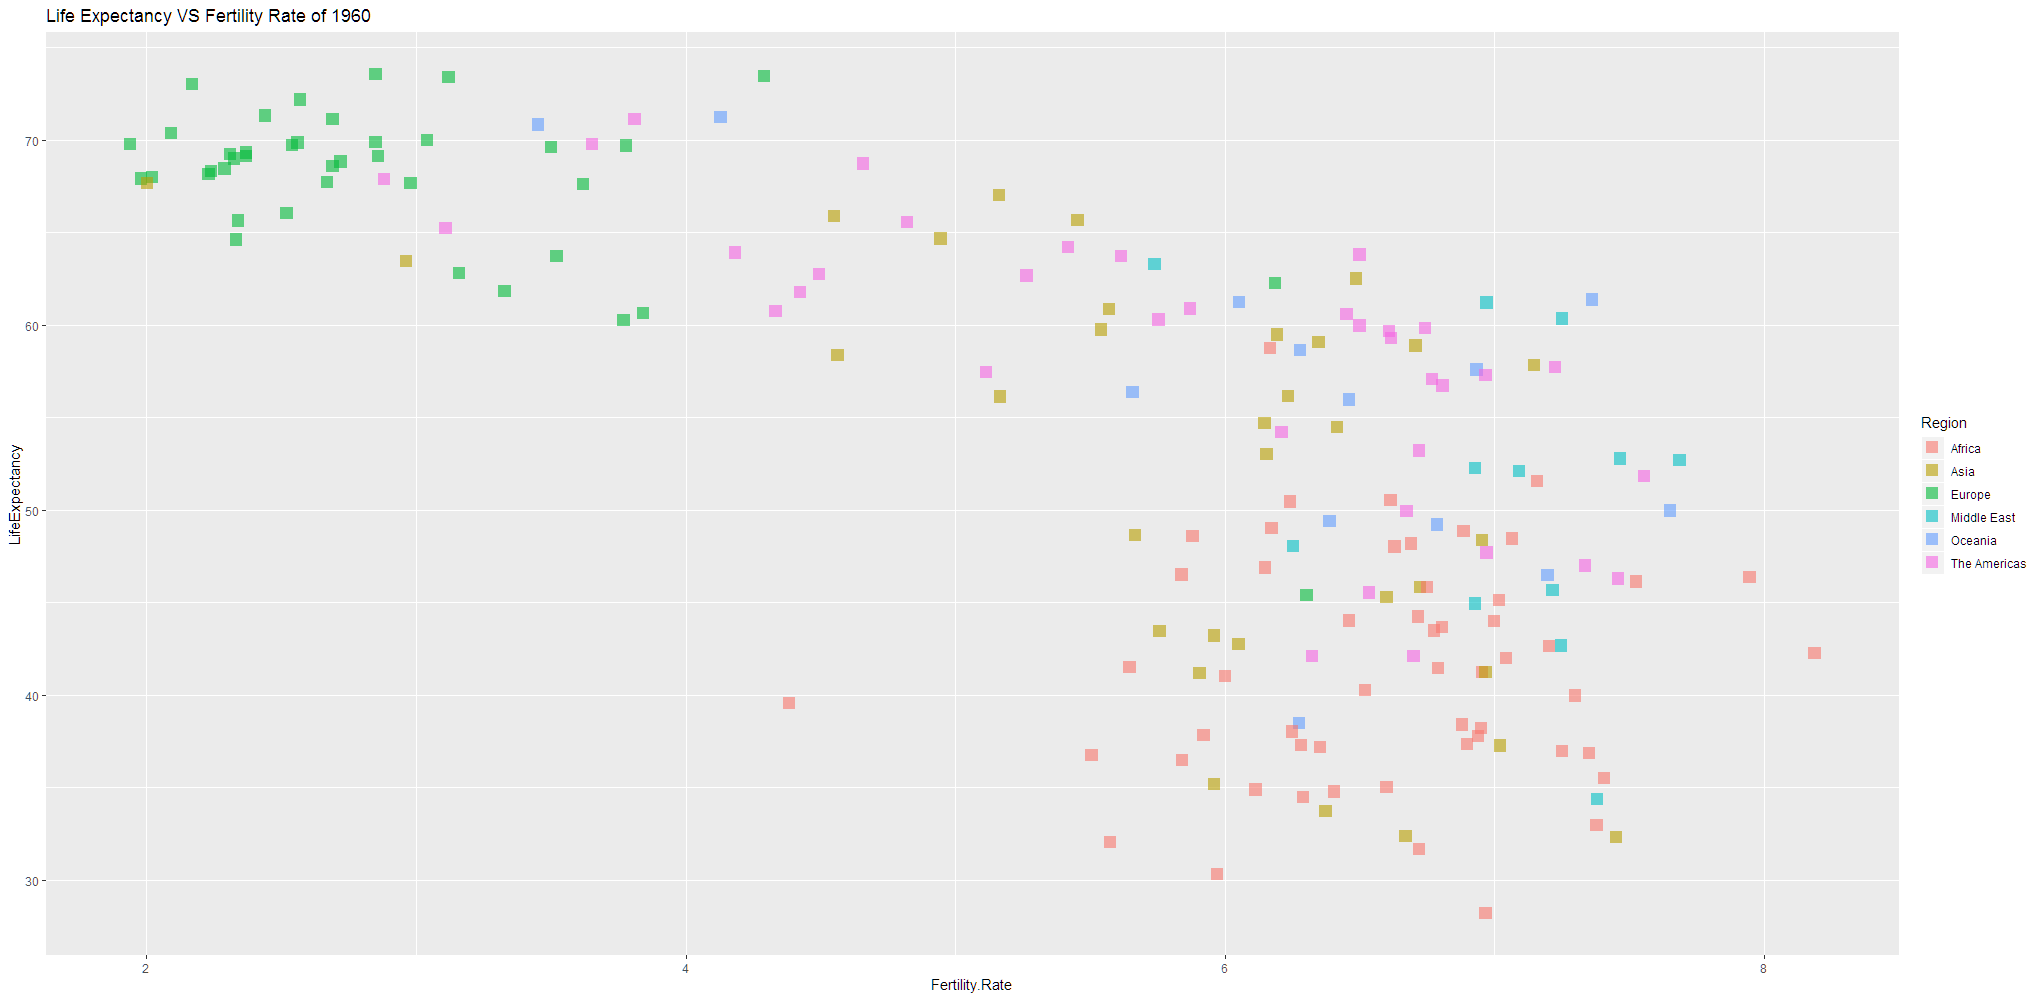 Life Expectancy VS Fertility Rate of 1960
LifeExpectancy
70
60
50
40
30
2
4
6
8
Fertility.Rate
Region
Africa
Asia
Europe
Middle East
Oceania
The Americas